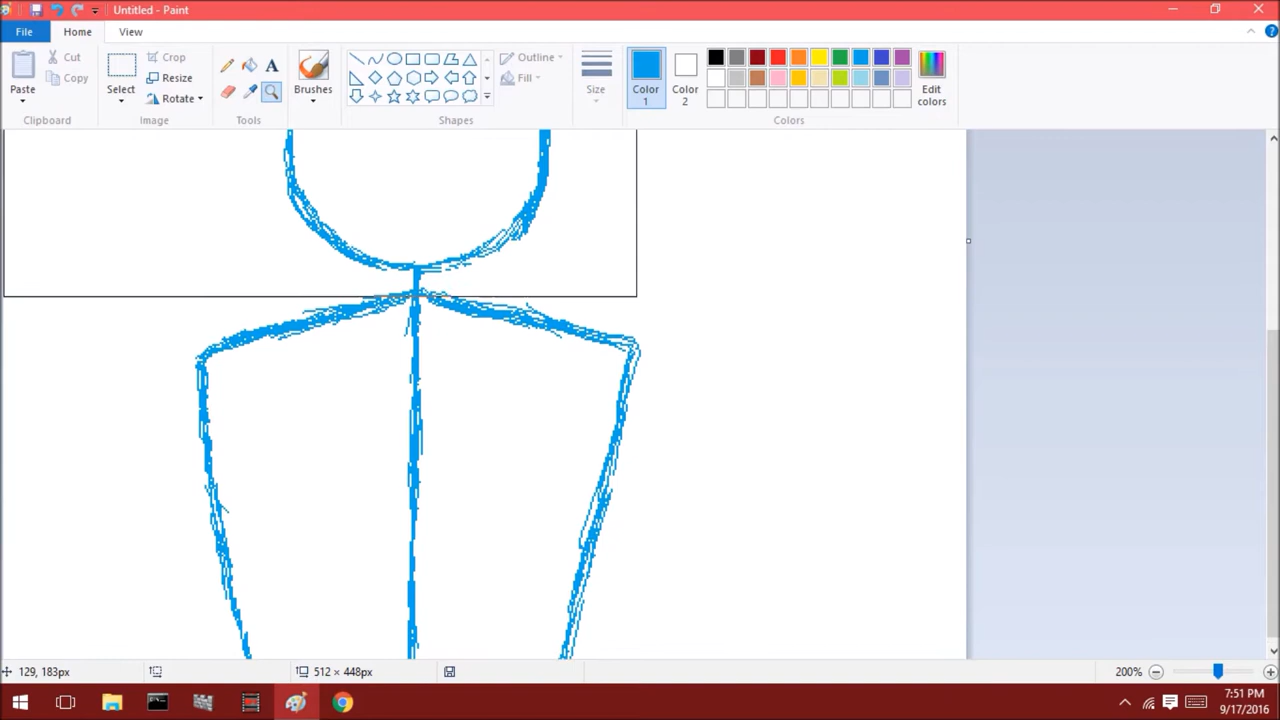 Untitled - Paint
File
Home
View
Paste
Cut
Copy
Clipboard
Select
Crop
Resize
Rotate
Image
A
Tools
Brushes
Shapes
Outline
Fill
Size
Color
1
Color
2
Edit
colors
Colors
129, 183px
512 × 448px
200%
7:51 PM
9/17/2016